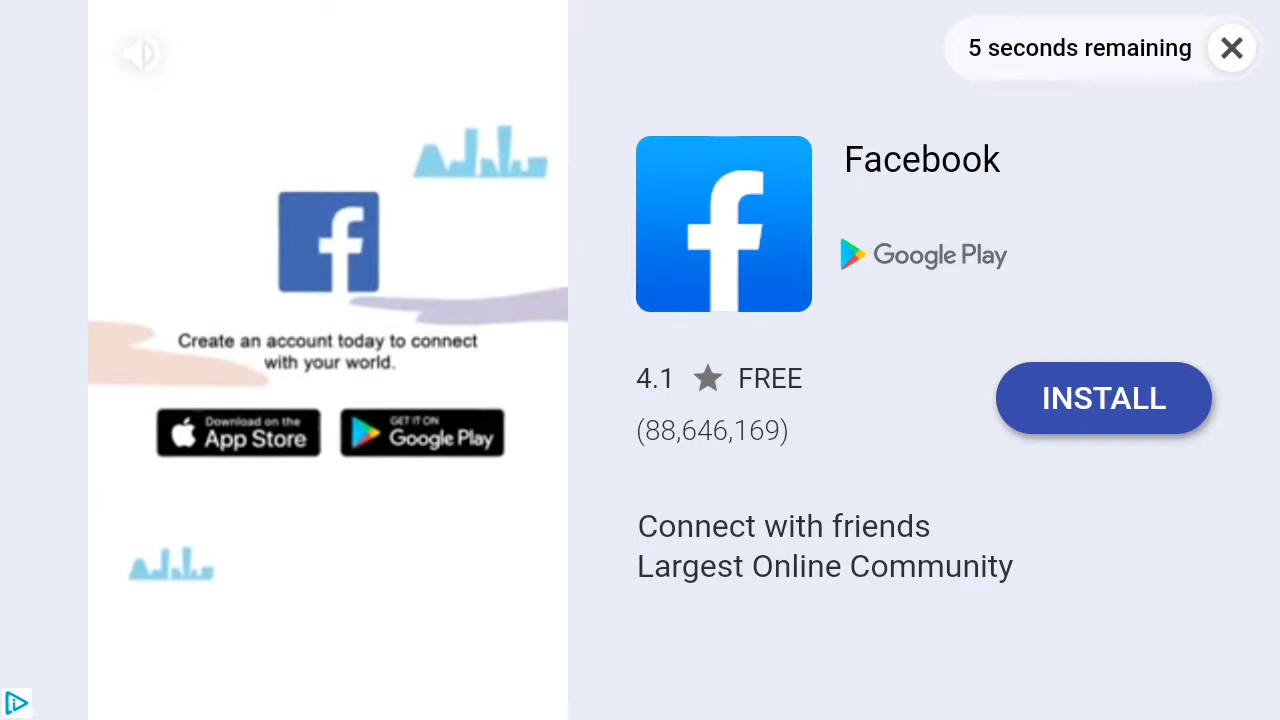 5 seconds remaining
Facebook
Google Play
Create an account today to connect
with your world.
Download on the
App Store
GET IT ON
Google Play
4.1 FREE
(88,646,169)
INSTALL
Connect with friends
Largest Online Community